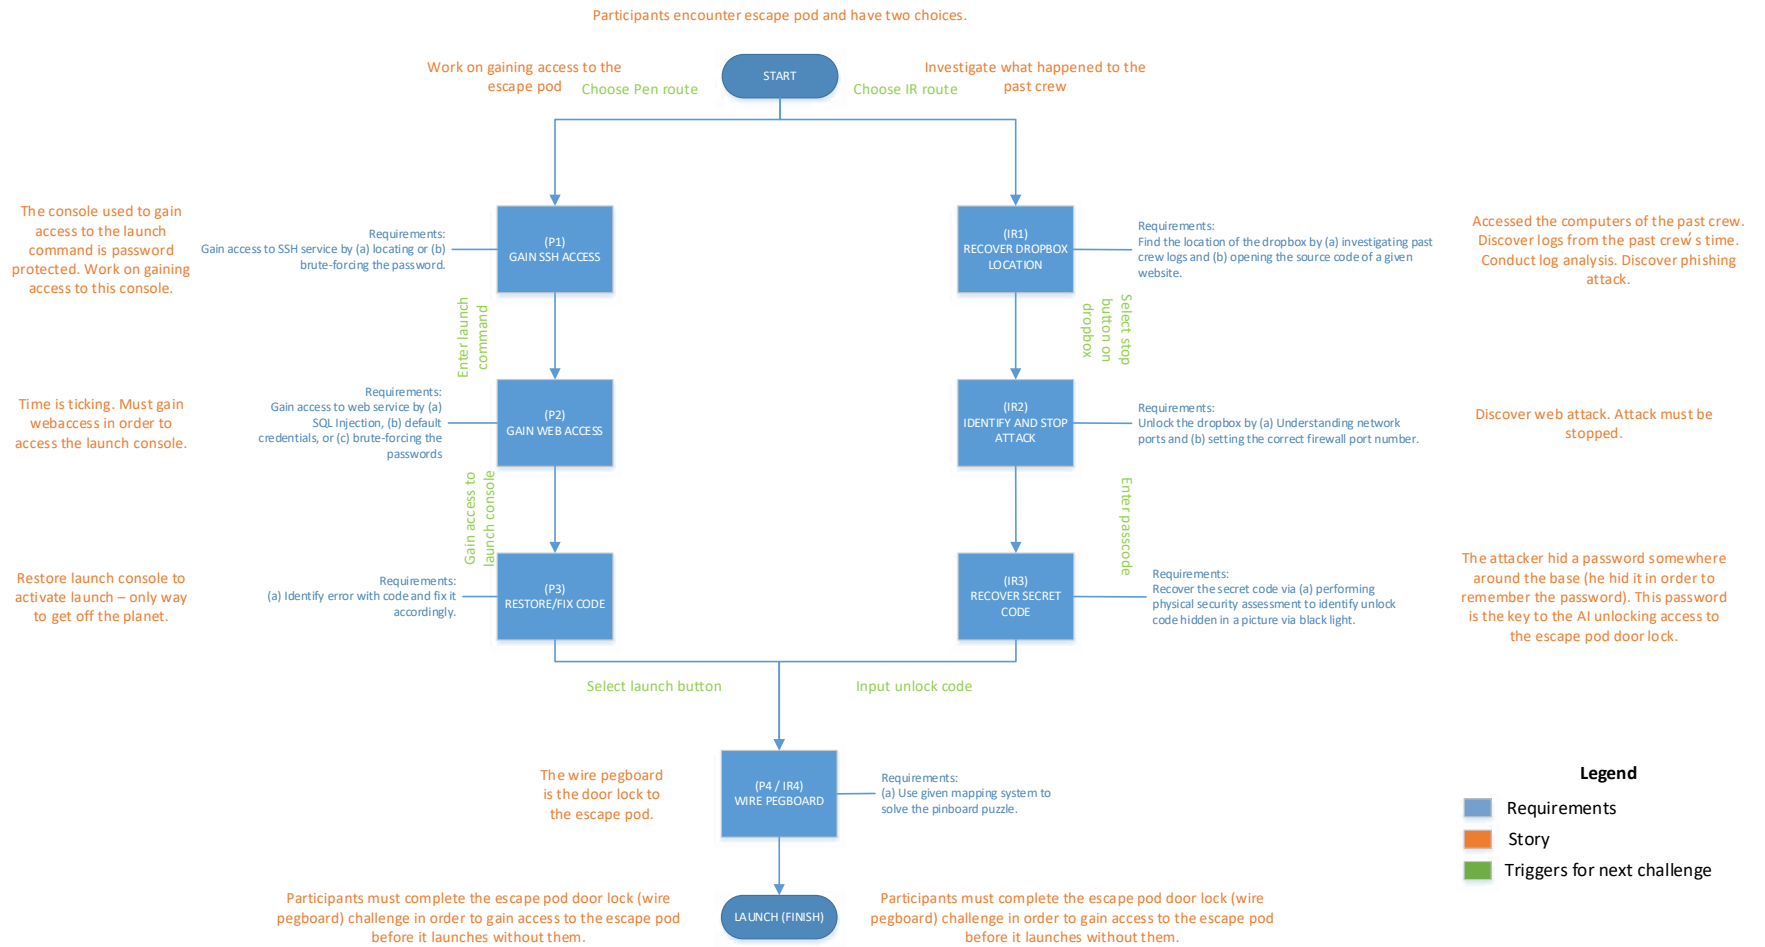 Participants encounter escape pod and have two choices.
Work on gaining access to the
escape pod
Choose Pen route
START
Choose IR route
Investigate what happened to the
past crew
The console used to gain
access to the launch
command is password
protected. Work on gaining
access to this console.
Requirements:
Gain access to SSH service by (a) locating or (b)
brute-forcing the password.
(P1)
GAIN SSH ACCESS
(IR1)
RECOVER DROPBOX
LOCATION
Requirements:
Find the location of the dropbox by (a) investigating past
crew logs and (b) opening the source code of a given
website.
Accessed the computers of the past crew.
Discover logs from the past crew's time.
Conduct log analysis. Discover phishing
attack.
Enter launch
command
Select stop
button on
dropbox
Time is ticking. Must gain
webaccess in order to
access the launch console.
Requirements:
Gain access to web service by (a)
SQL Injection, (b) default
credentials, or (c) brute-forcing the
passwords
(P2)
GAIN WEB ACCESS
(IR2)
IDENTIFY AND STOP
ATTACK
Requirements:
Unlock the dropbox by (a) Understanding network
ports and (b) setting the correct firewall port number.
Discover web attack. Attack must be
stopped.
Gain access to
launch console
Enter passcode
Restore launch console to
activate launch – only way
to get off the planet.
Requirements:
(a) Identify error with code and fix it
accordingly.
(P3)
RESTORE/FIX CODE
(IR3)
RECOVER SECRET
CODE
Requirements:
Recover the secret code via (a) performing
physical security assessment to identify unlock
code hidden in a picture via black light.
The attacker hid a password somewhere
around the base (he hid it in order to
remember the password). This password
is the key to the AI unlocking access to
the escape pod door lock.
Select launch button
Input unlock code
The wire pegboard
is the door lock to
the escape pod.
(P4 / IR4)
WIRE PEGBOARD
Requirements:
(a) Use given mapping system to
solve the pinboard puzzle.
Legend
Requirements
Story
Triggers for next challenge
Participants must complete the escape pod door lock (wire
pegboard) challenge in order to gain access to the escape pod
before it launches without them.
LAUNCH (FINISH)
Participants must complete the escape pod door lock (wire
pegboard) challenge in order to gain access to the escape pod
before it launches without them.